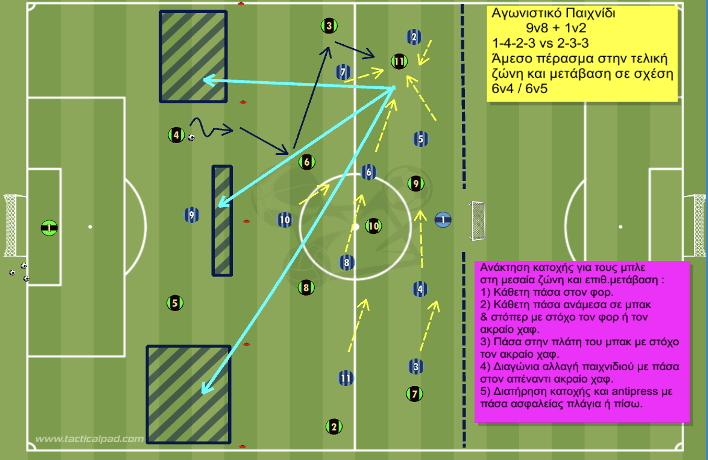 Αγωνιστικό Παιχνίδι
9v8 + 1v2
1-4-2-3 vs 2-3-3
Άμεσο πέρασμα στην τελική
ζώνη και μετάβαση σε σχέση
6v4 / 6v5
3
2
11
7
4
5
6
6
9
9
10
10
1
1
8
5
8
4
11
3
7
2
Ανάκτηση κατοχής για τους μπλε
στη μεσαία ζώνη και επιθ.μετάβαση :
1) Κάθετη πάσα στον φορ.
2) Κάθετη πάσα ανάμεσα σε μπακ
& στόπερ με στόχο τον φορ ή τον
ακραίο χαφ.
3) Πάσα στην πλάτη του μπακ με στόχο
τον ακραίο χαφ.
4) Διαγώνια αλλαγή παιχνιδιού με πάσα
στον απέναντι ακραίο χαφ.
5) Διατήρηση κατοχής και antipress με
πάσα ασφαλείας πλάγια ή πίσω.
www.tacticalpad.com